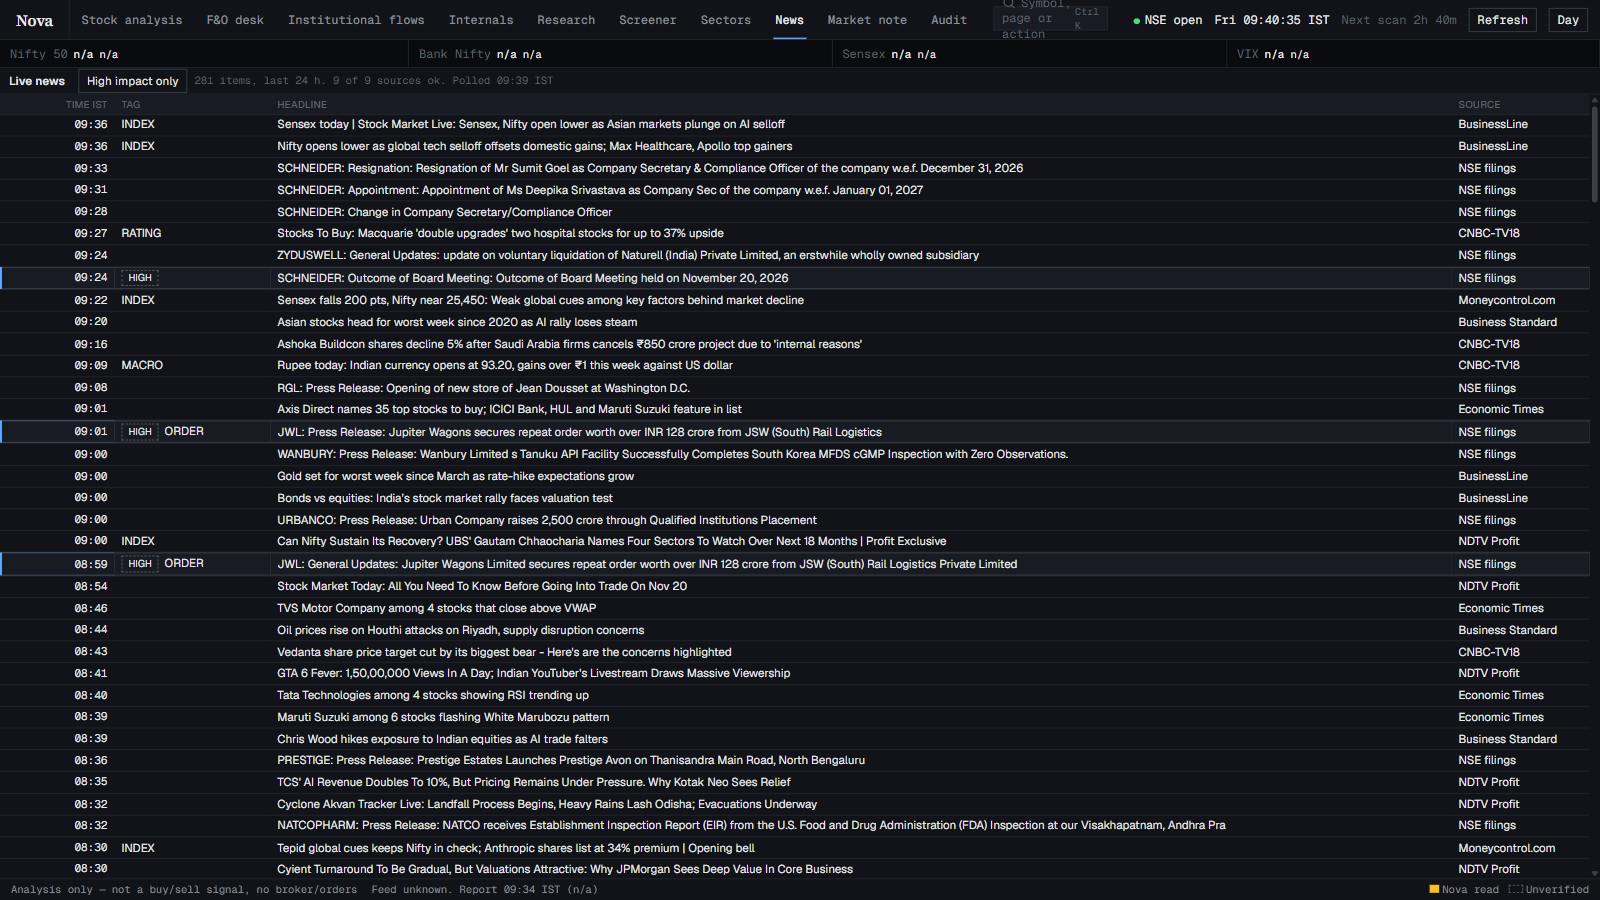 Nova Stock analysis F&O desk Institutional flows Internals Research Screener Sectors News Market note Audit Symbol, page or action Ctrl K NSE open Fri 09:40:35 IST Next scan 2h 40m Refresh Day
Nifty 50 n/a n/a Bank Nifty n/a n/a Sensex n/a n/a VIX n/a n/a
Live news High impact only 281 items, last 24 h. 9 of 9 sources ok. Polled 09:39 IST
TIME IST TAG HEADLINE SOURCE
09:36 INDEX Sensex today | Stock Market Live: Sensex, Nifty open lower as Asian markets plunge on AI selloff BusinessLine
09:36 INDEX Nifty opens lower as global tech selloff offsets domestic gains; Max Healthcare, Apollo top gainers BusinessLine
09:33 SCHNEIDER: Resignation: Resignation of Mr Sumit Goel as Company Secretary & Compliance Officer of the company w.e.f. December 31, 2026 NSE filings
09:31 SCHNEIDER: Appointment: Appointment of Ms Deepika Srivastava as Company Sec of the company w.e.f. January 01, 2027 NSE filings
09:28 SCHNEIDER: Change in Company Secretary/Compliance Officer NSE filings
09:27 RATING Stocks To Buy: Macquarie 'double upgrades' two hospital stocks for up to 37% upside CNBC-TV18
09:24 ZYDUSWELL: General Updates: update on voluntary liquidation of Naturell (India) Private Limited, an erstwhile wholly owned subsidiary NSE filings
09:24 HIGH SCHNEIDER: Outcome of Board Meeting: Outcome of Board Meeting held on November 20, 2026 NSE filings
09:22 INDEX Sensex falls 200 pts, Nifty near 25,450: Weak global cues among key factors behind market decline Moneycontrol.com
09:20 Asian stocks head for worst week since 2020 as AI rally loses steam Business Standard
09:16 Ashoka Buildcon shares decline 5% after Saudi Arabia firms cancels ₹850 crore project due to 'internal reasons' CNBC-TV18
09:09 MACRO Rupee today: Indian currency opens at 93.20, gains over ₹1 this week against US dollar CNBC-TV18
09:08 RGL: Press Release: Opening of new store of Jean Dousset at Washington D.C. NSE filings
09:01 Axis Direct names 35 top stocks to buy; ICICI Bank, HUL and Maruti Suzuki feature in list Economic Times
09:01 HIGH ORDER JWL: Press Release: Jupiter Wagons secures repeat order worth over INR 128 crore from JSW (South) Rail Logistics NSE filings
09:00 WANBURY: Press Release: Wanbury Limited s Tanuku API Facility Successfully Completes South Korea MFDS cGMP Inspection with Zero Observations. NSE filings
09:00 Gold set for worst week since March as rate-hike expectations grow BusinessLine
09:00 Bonds vs equities: India's stock market rally faces valuation test BusinessLine
09:00 URBANCO: Press Release: Urban Company raises 2,500 crore through Qualified Institutions Placement NSE filings
09:00 INDEX Can Nifty Sustain Its Recovery? UBS' Gautam Chhaocharia Names Four Sectors To Watch Over Next 18 Months | Profit Exclusive NDTV Profit
08:59 HIGH ORDER JWL: General Updates: Jupiter Wagons Limited secures repeat order worth over INR 128 crore from JSW (South) Rail Logistics Private Limited NSE filings
08:54 Stock Market Today: All You Need To Know Before Going Into Trade On Nov 20 NDTV Profit
08:46 TVS Motor Company among 4 stocks that close above VWAP Economic Times
08:44 Oil prices rise on Houthi attacks on Riyadh, supply disruption concerns Business Standard
08:43 Vedanta share price target cut by its biggest bear - Here's are the concerns highlighted CNBC-TV18
08:41 GTA 6 Fever: 1,50,00,000 Views In A Day; Indian YouTuber's Livestream Draws Massive Viewership NDTV Profit
08:40 Tata Technologies among 4 stocks showing RSI trending up Economic Times
08:39 Maruti Suzuki among 6 stocks flashing White Marubozu pattern Economic Times
08:39 Chris Wood hikes exposure to Indian equities as AI trade falters Business Standard
08:36 PRESTIGE: Press Release: Prestige Estates Launches Prestige Avon on Thanisandra Main Road, North Bengaluru NSE filings
08:35 TCS' AI Revenue Doubles To 10%, But Pricing Remains Under Pressure. Why Kotak Neo Sees Relief NDTV Profit
08:32 Cyclone Akvan Tracker Live: Landfall Process Begins, Heavy Rains Lash Odisha; Evacuations Underway NDTV Profit
08:32 NATCOPHARM: Press Release: NATCO receives Establishment Inspection Report (EIR) from the U.S. Food and Drug Administration (FDA) Inspection at our Visakhapatnam, Andhra Pra NSE filings
08:30 INDEX Tepid global cues keeps Nifty in check; Anthropic shares list at 34% premium | Opening bell Moneycontrol.com
08:30 Cyient Turnaround To Be Gradual, But Valuations Attractive: Why JPMorgan Sees Deep Value In Core Business NDTV Profit
Analysis only — not a buy/sell signal, no broker/orders Feed unknown. Report 09:34 IST (n/a) Nova read Unverified